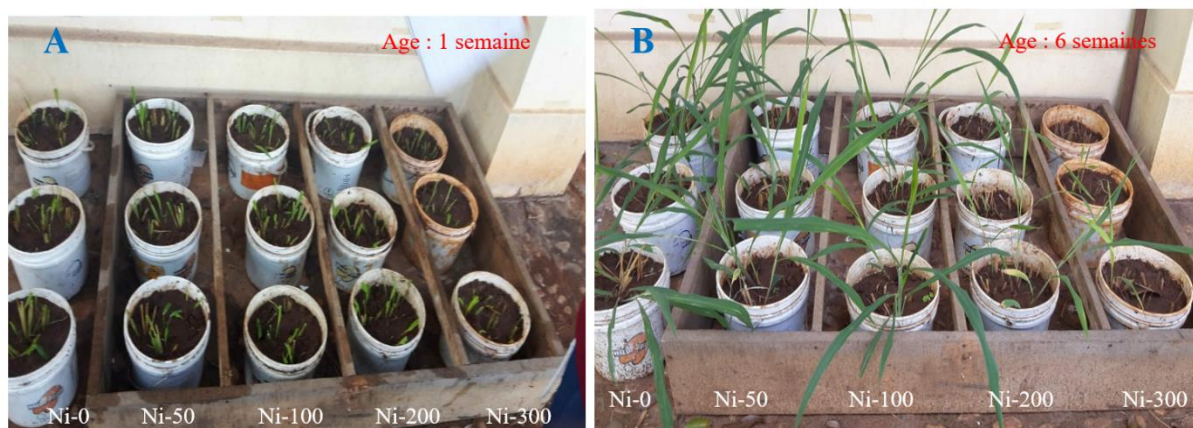 A
Age : 1 semaine
Ni-0 Ni-50 Ni-100 Ni-200 Ni-300
B
Age : 6 semaines
Ni-0 Ni-50 Ni-100 Ni-200 Ni-300